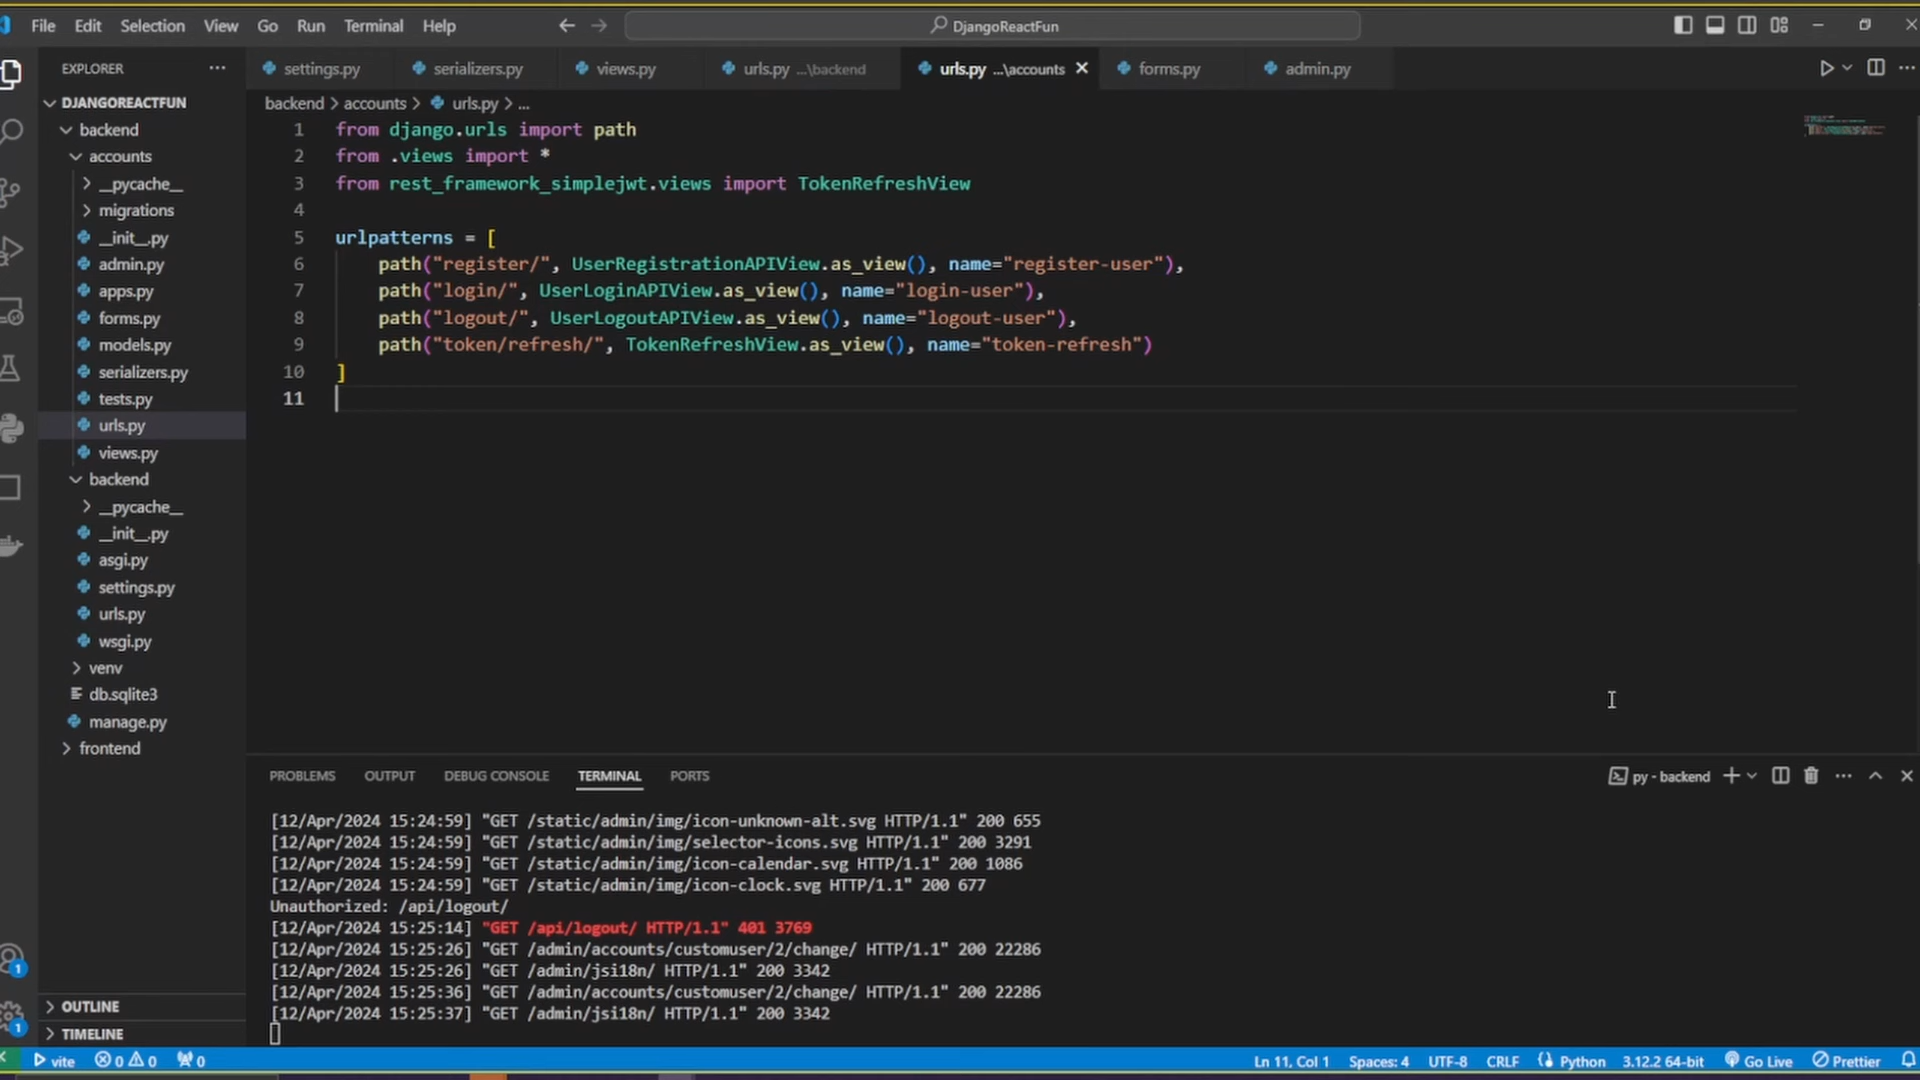 File Edit Selection View Go Run Terminal Help
DjangoReactFun
EXPLORER
settings.py serializers.py views.py urls.py ...\backend urls.py ...\accounts forms.py admin.py
DJANGOREACTFUN
backend
accounts
__pycache__
migrations
__init__.py
admin.py
apps.py
forms.py
models.py
serializers.py
tests.py
urls.py
views.py
backend
__pycache__
__init__.py
asgi.py
settings.py
urls.py
wsgi.py
venv
db.sqlite3
manage.py
frontend
OUTLINE
TIMELINE
backend > accounts > urls.py > ...
1 from django.urls import path
2 from .views import *
3 from rest_framework_simplejwt.views import TokenRefreshView
4
5 urlpatterns = [
6 path("register/", UserRegistrationAPIView.as_view(), name="register-user"),
7 path("login/", UserLoginAPIView.as_view(), name="login-user"),
8 path("logout/", UserLogoutAPIView.as_view(), name="logout-user"),
9 path("token/refresh/", TokenRefreshView.as_view(), name="token-refresh")
10 ]
11
PROBLEMS OUTPUT DEBUG CONSOLE TERMINAL PORTS
py - backend
[12/Apr/2024 15:24:59] "GET /static/admin/img/icon-unknown-alt.svg HTTP/1.1" 200 655
[12/Apr/2024 15:24:59] "GET /static/admin/img/selector-icons.svg HTTP/1.1" 200 3291
[12/Apr/2024 15:24:59] "GET /static/admin/img/icon-calendar.svg HTTP/1.1" 200 1086
[12/Apr/2024 15:24:59] "GET /static/admin/img/icon-clock.svg HTTP/1.1" 200 677
Unauthorized: /api/logout/
[12/Apr/2024 15:25:14] "GET /api/logout/ HTTP/1.1" 401 3769
[12/Apr/2024 15:25:26] "GET /admin/accounts/customuser/2/change/ HTTP/1.1" 200 22286
[12/Apr/2024 15:25:26] "GET /admin/jsi18n/ HTTP/1.1" 200 3342
[12/Apr/2024 15:25:36] "GET /admin/accounts/customuser/2/change/ HTTP/1.1" 200 22286
[12/Apr/2024 15:25:37] "GET /admin/jsi18n/ HTTP/1.1" 200 3342
1
1
vite 0 0 0
Ln 11, Col 1 Spaces: 4 UTF-8 CRLF Python 3.12.2 64-bit Go Live Prettier